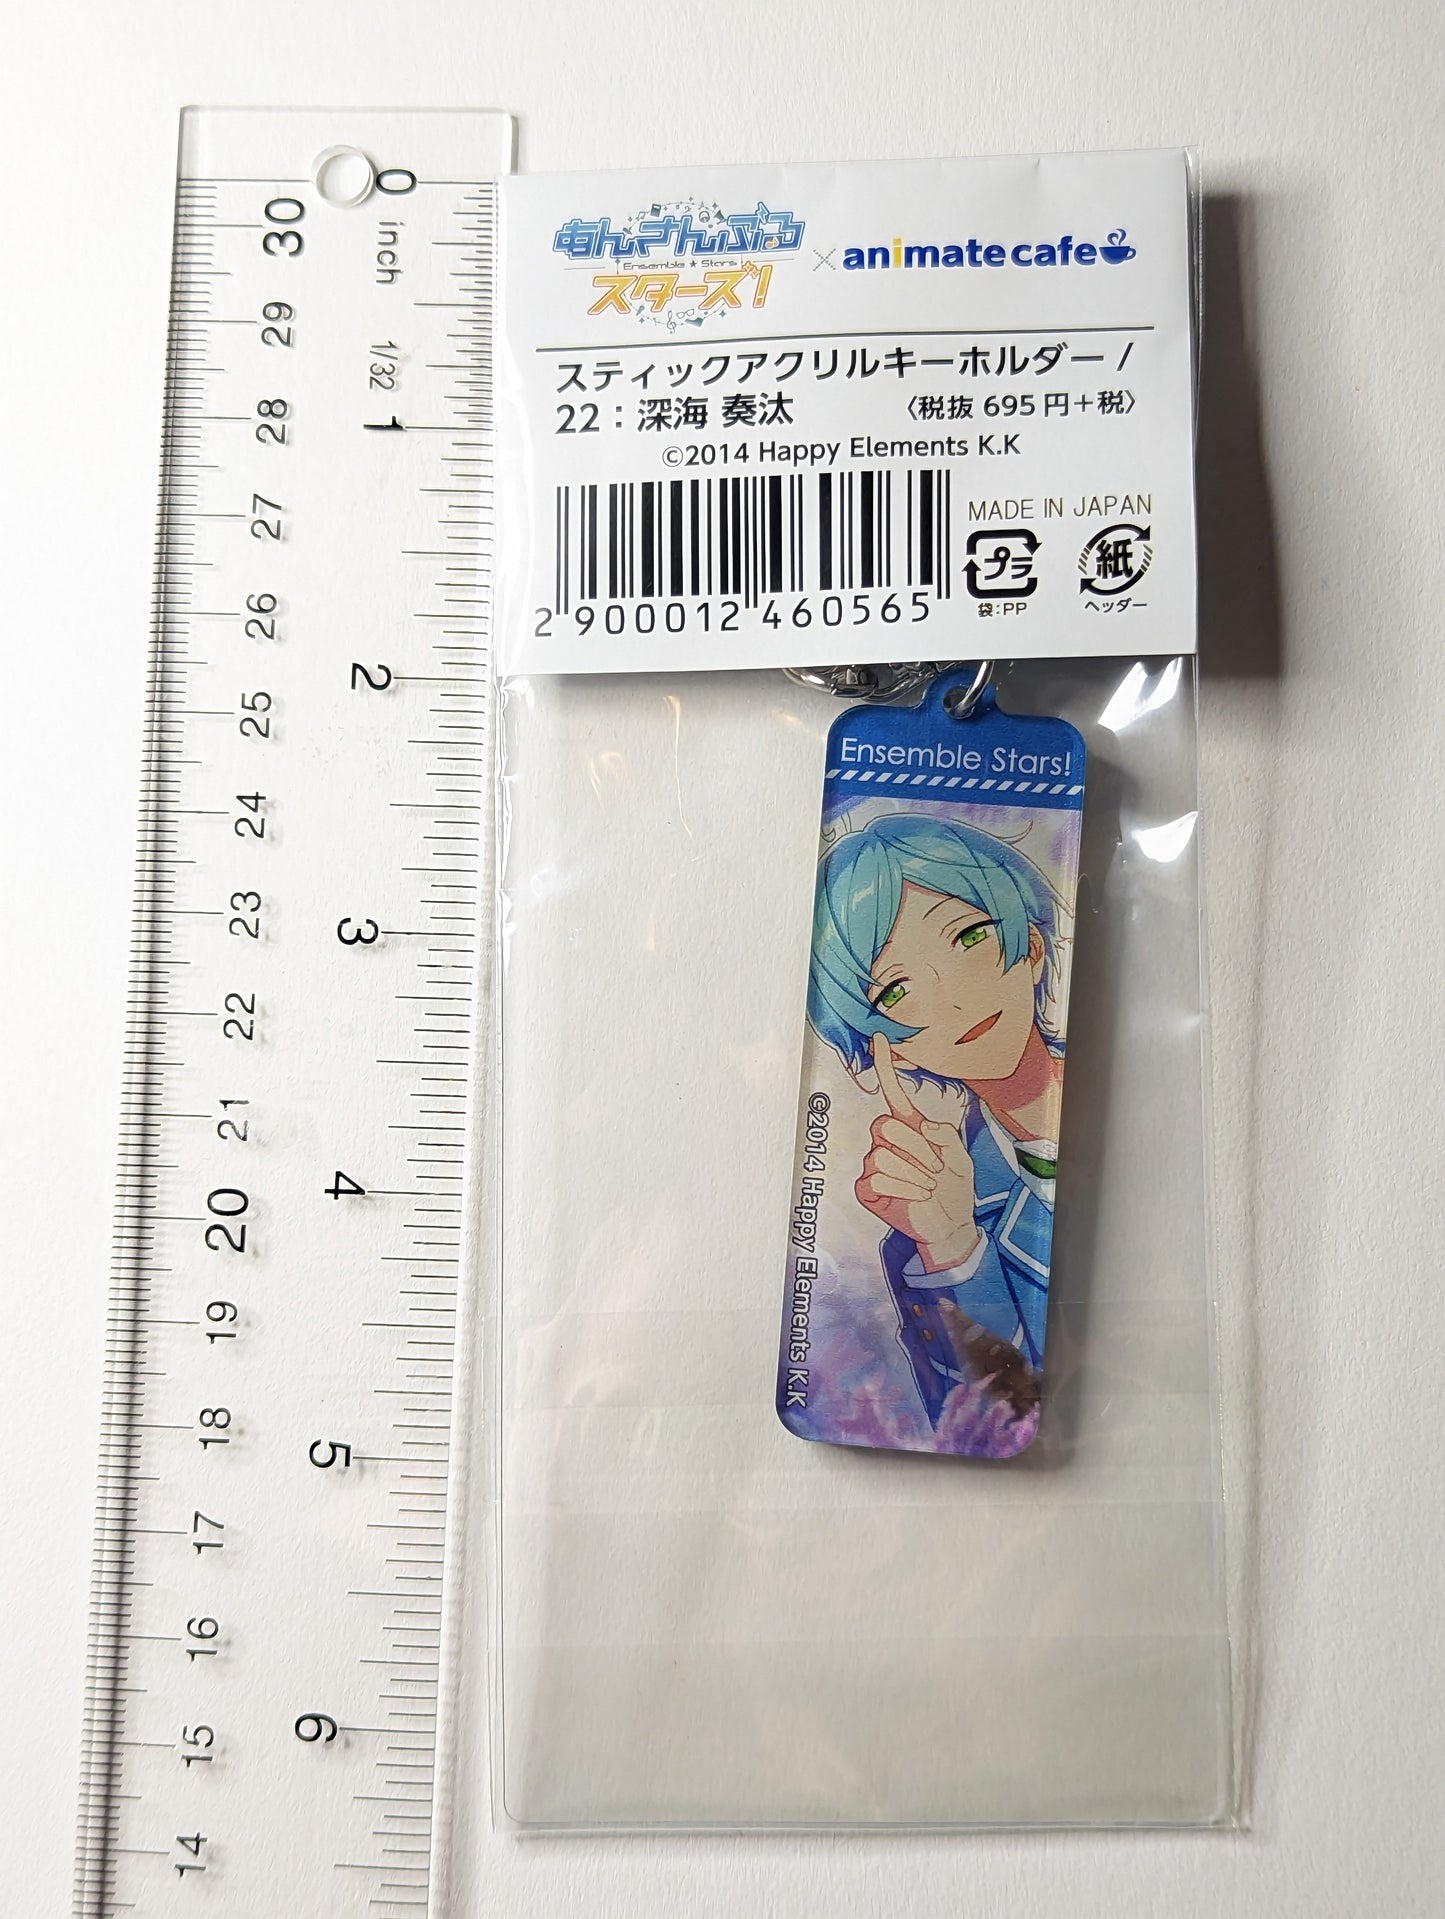 あんさんぶる
Ensemble ★ Stars
スターズ!
× animate cafe
スティックアクリルキーホルダー /
22：深海 奏汰 〈税抜 695 円＋税〉
©2014 Happy Elements K.K
MADE IN JAPAN
プラ
袋：PP
紙
ヘッダー
2 900012 460565
Ensemble Stars!
©2014 Happy Elements K.K
0
inch
1/32
1
2
3
4
5
6
30
29
28
27
26
25
24
23
22
21
20
19
18
17
16
15
14